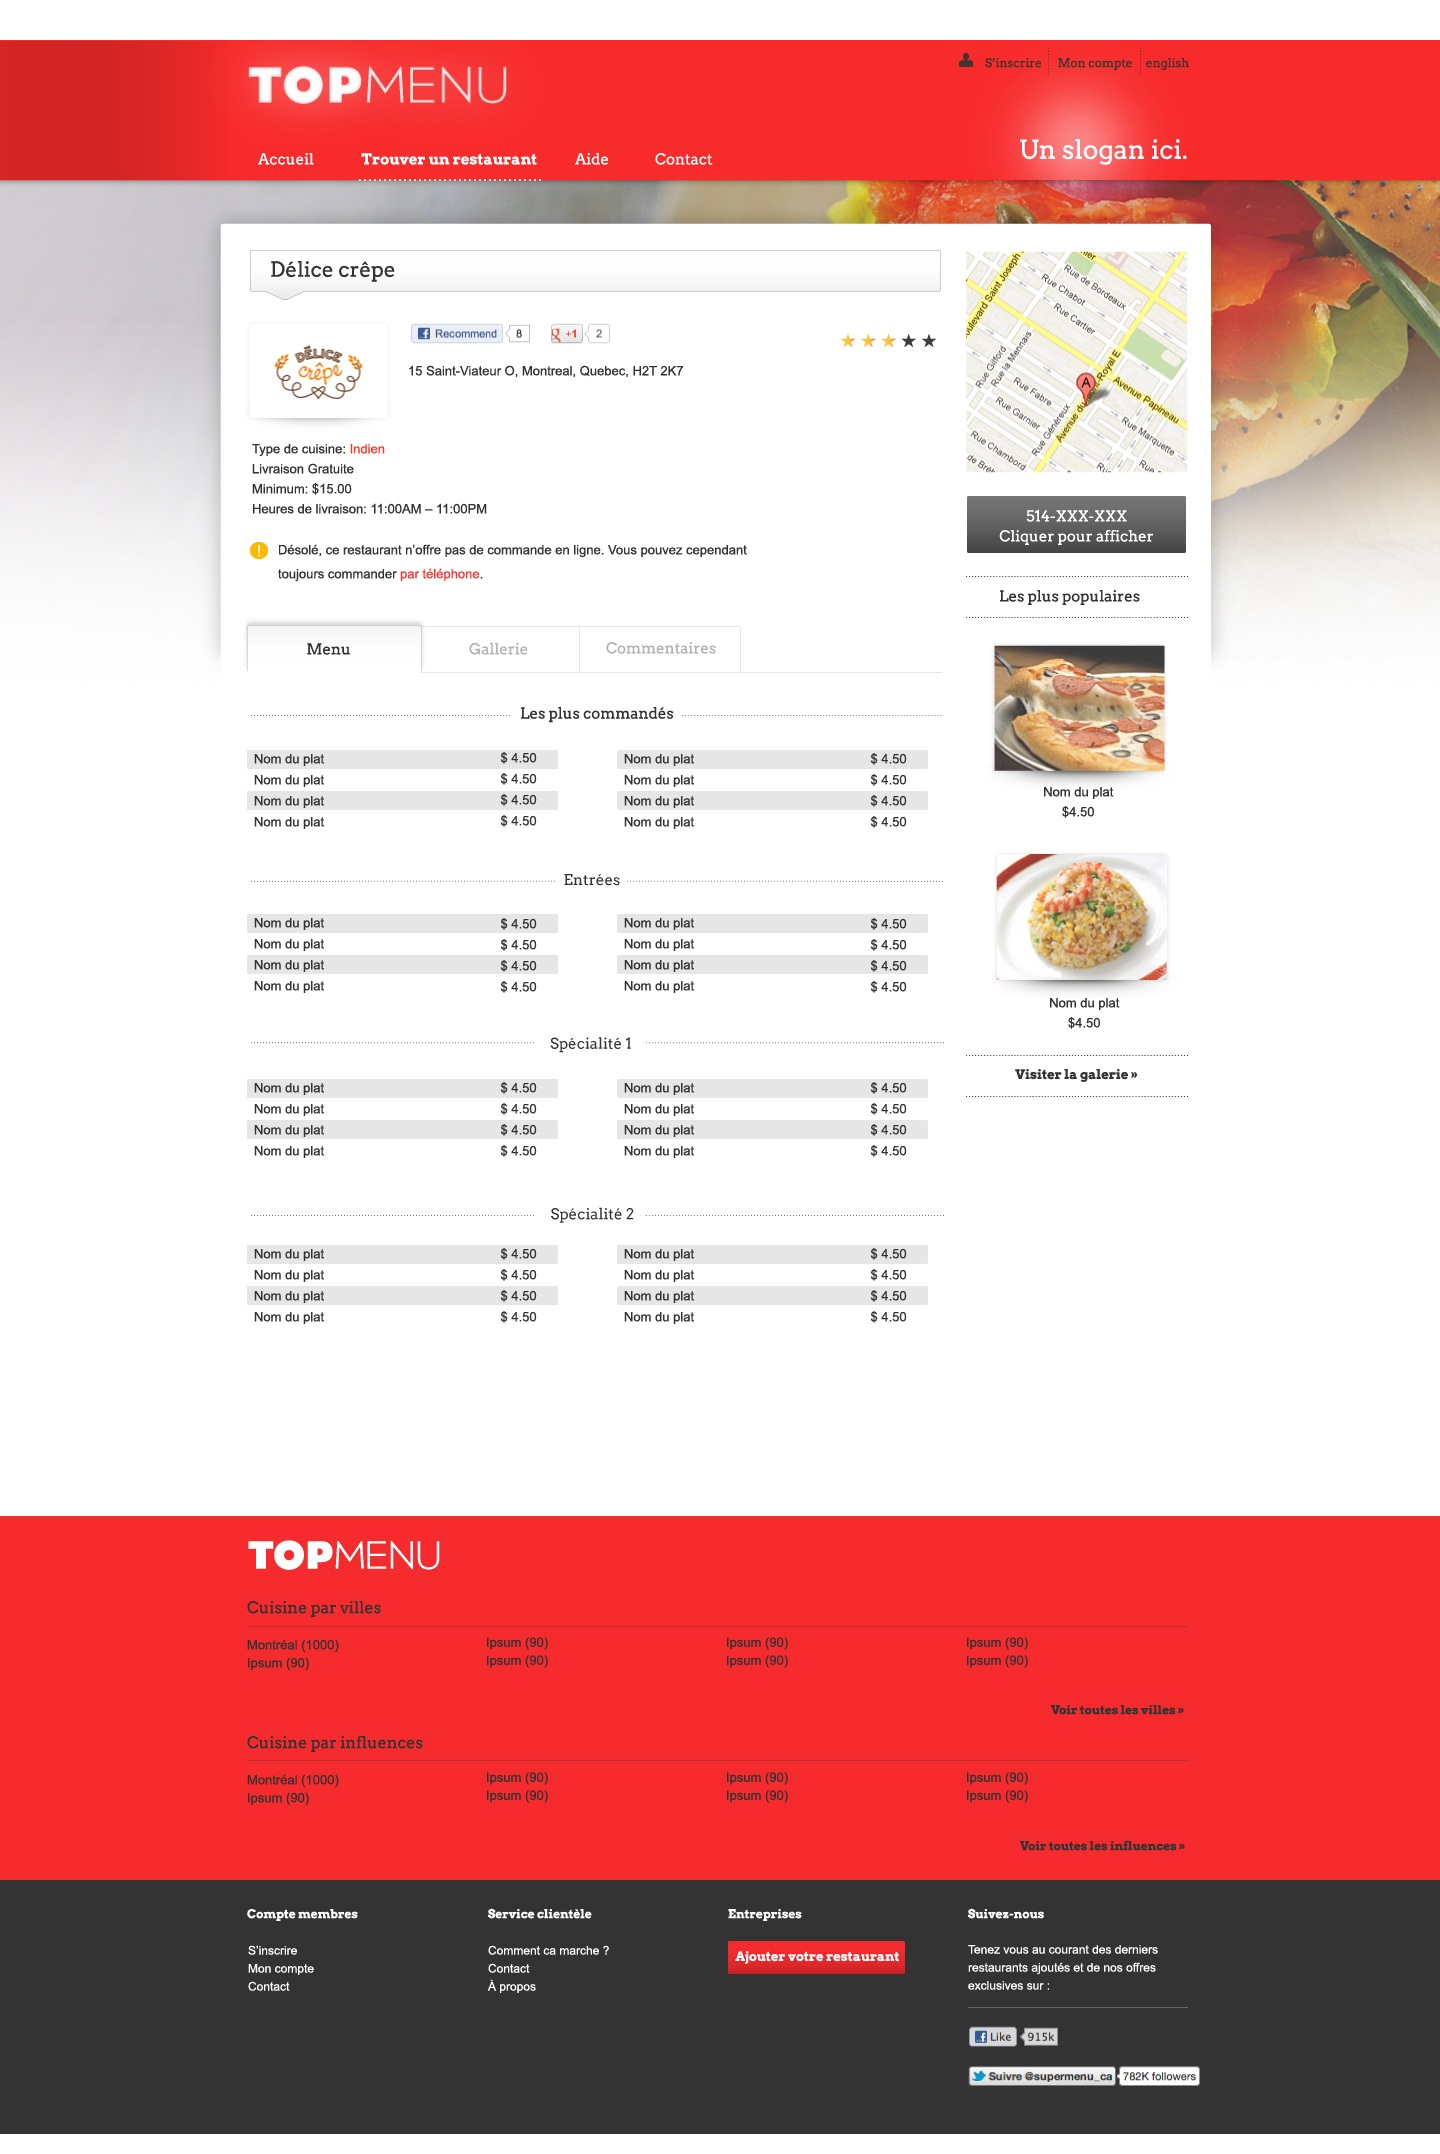 TOPMENU
S'inscrire
Mon compte
english
Accueil
Trouver un restaurant
Aide
Contact
Un slogan ici.
Délice crêpe
DÉLICE
crêpe
Recommend
8
+1
2
15 Saint-Viateur O, Montreal, Quebec, H2T 2K7
Type de cuisine: Indien
Livraison Gratuite
Minimum: $15.00
Heures de livraison: 11:00AM – 11:00PM
! Désolé, ce restaurant n'offre pas de commande en ligne. Vous pouvez cependant
toujours commander par téléphone.
Rue de Bordeaux
Rue Chabot
Rue Cartier
Rue Gilford
Rue la Mennais
A
Avenue Papineau
Rue Fabre
Rue Garnier
Rue Généreux
Rue Marquette
Rue Chambord
514-XXX-XXX
Cliquer pour afficher
Les plus populaires
Nom du plat
$4.50
Nom du plat
$4.50
Visiter la galerie »
Menu
Gallerie
Commentaires
Les plus commandés
Nom du plat $ 4.50 Nom du plat $ 4.50
Nom du plat $ 4.50 Nom du plat $ 4.50
Nom du plat $ 4.50 Nom du plat $ 4.50
Nom du plat $ 4.50 Nom du plat $ 4.50
Entrées
Nom du plat $ 4.50 Nom du plat $ 4.50
Nom du plat $ 4.50 Nom du plat $ 4.50
Nom du plat $ 4.50 Nom du plat $ 4.50
Nom du plat $ 4.50 Nom du plat $ 4.50
Spécialité 1
Nom du plat $ 4.50 Nom du plat $ 4.50
Nom du plat $ 4.50 Nom du plat $ 4.50
Nom du plat $ 4.50 Nom du plat $ 4.50
Nom du plat $ 4.50 Nom du plat $ 4.50
Spécialité 2
Nom du plat $ 4.50 Nom du plat $ 4.50
Nom du plat $ 4.50 Nom du plat $ 4.50
Nom du plat $ 4.50 Nom du plat $ 4.50
Nom du plat $ 4.50 Nom du plat $ 4.50
TOPMENU
Cuisine par villes
Montréal (1000) Ipsum (90) Ipsum (90) Ipsum (90)
Ipsum (90) Ipsum (90) Ipsum (90) Ipsum (90)
Voir toutes les villes »
Cuisine par influences
Montréal (1000) Ipsum (90) Ipsum (90) Ipsum (90)
Ipsum (90) Ipsum (90) Ipsum (90) Ipsum (90)
Voir toutes les influences »
Compte membres
S'inscrire
Mon compte
Contact
Service clientèle
Comment ca marche ?
Contact
À propos
Entreprises
Ajouter votre restaurant
Suivez-nous
Tenez vous au courant des derniers
restaurants ajoutés et de nos offres
exclusives sur :
Like
915k
Suivre @supermenu_ca
782K followers